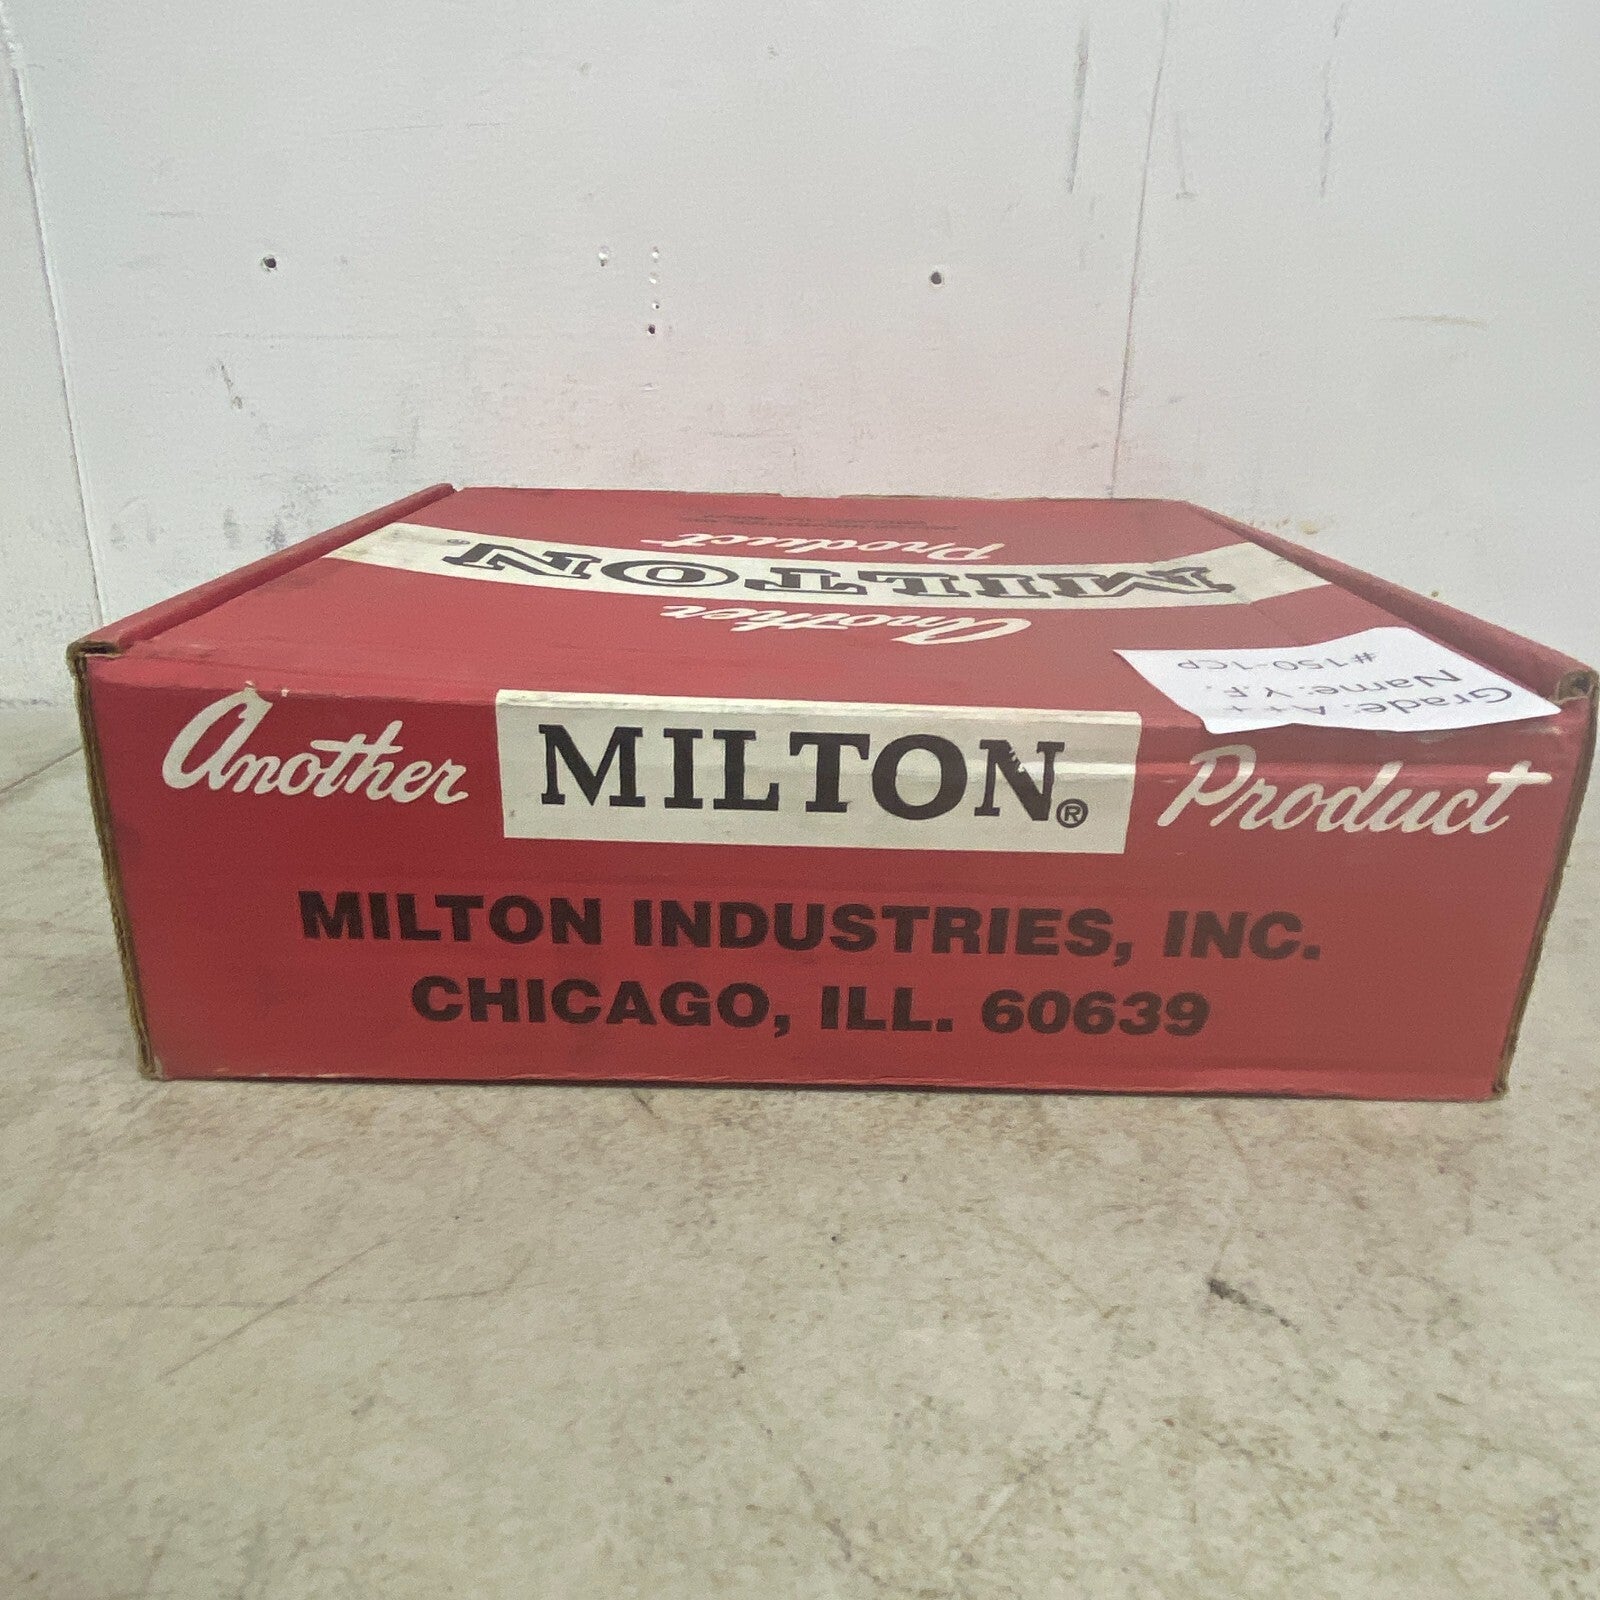 Another
MILTON®
Product
Another MILTON® Product
MILTON INDUSTRIES, INC.
CHICAGO, ILL. 60639
Grade: A++
Name: Y.F.
#150-1CP